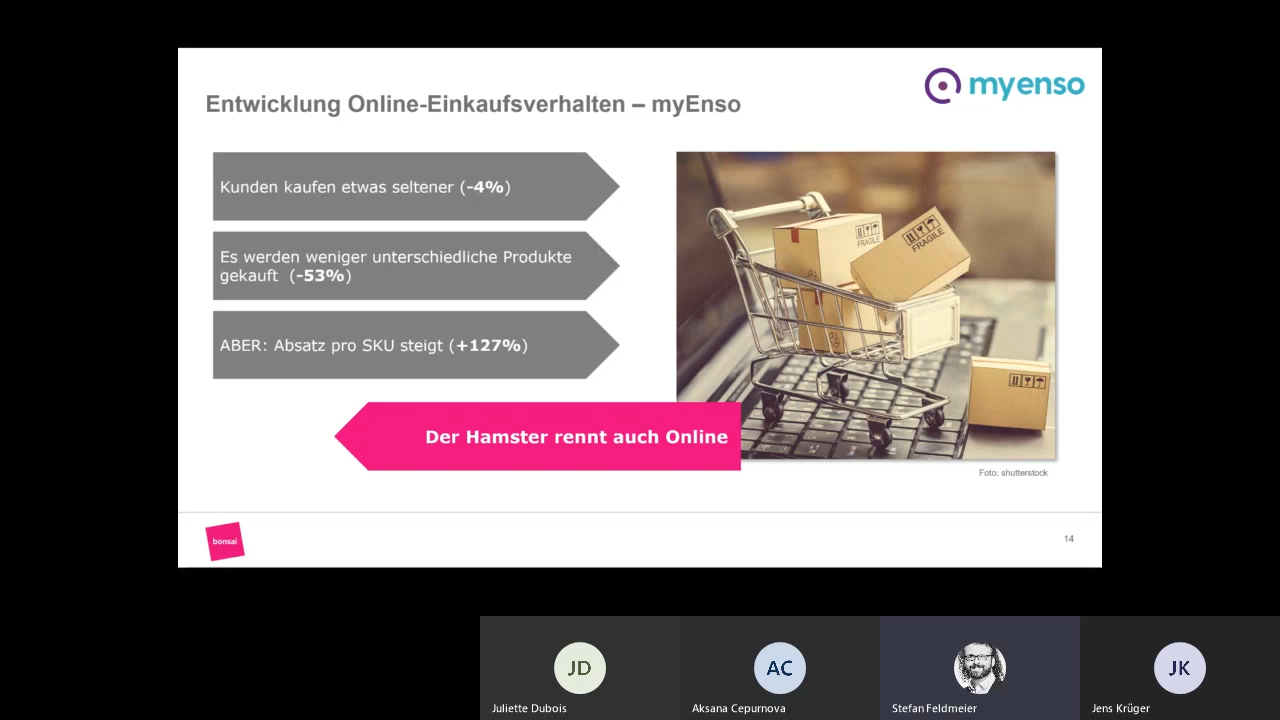 myenso
Entwicklung Online-Einkaufsverhalten – myEnso
Kunden kaufen etwas seltener (-4%)
Es werden weniger unterschiedliche Produkte
gekauft (-53%)
ABER: Absatz pro SKU steigt (+127%)
Der Hamster rennt auch Online
FRAGILE
FRAGILE
Foto: shutterstock
bonsai
14
JD
AC
JK
Juliette Dubois
Aksana Cepurnova
Stefan Feldmeier
Jens Krüger